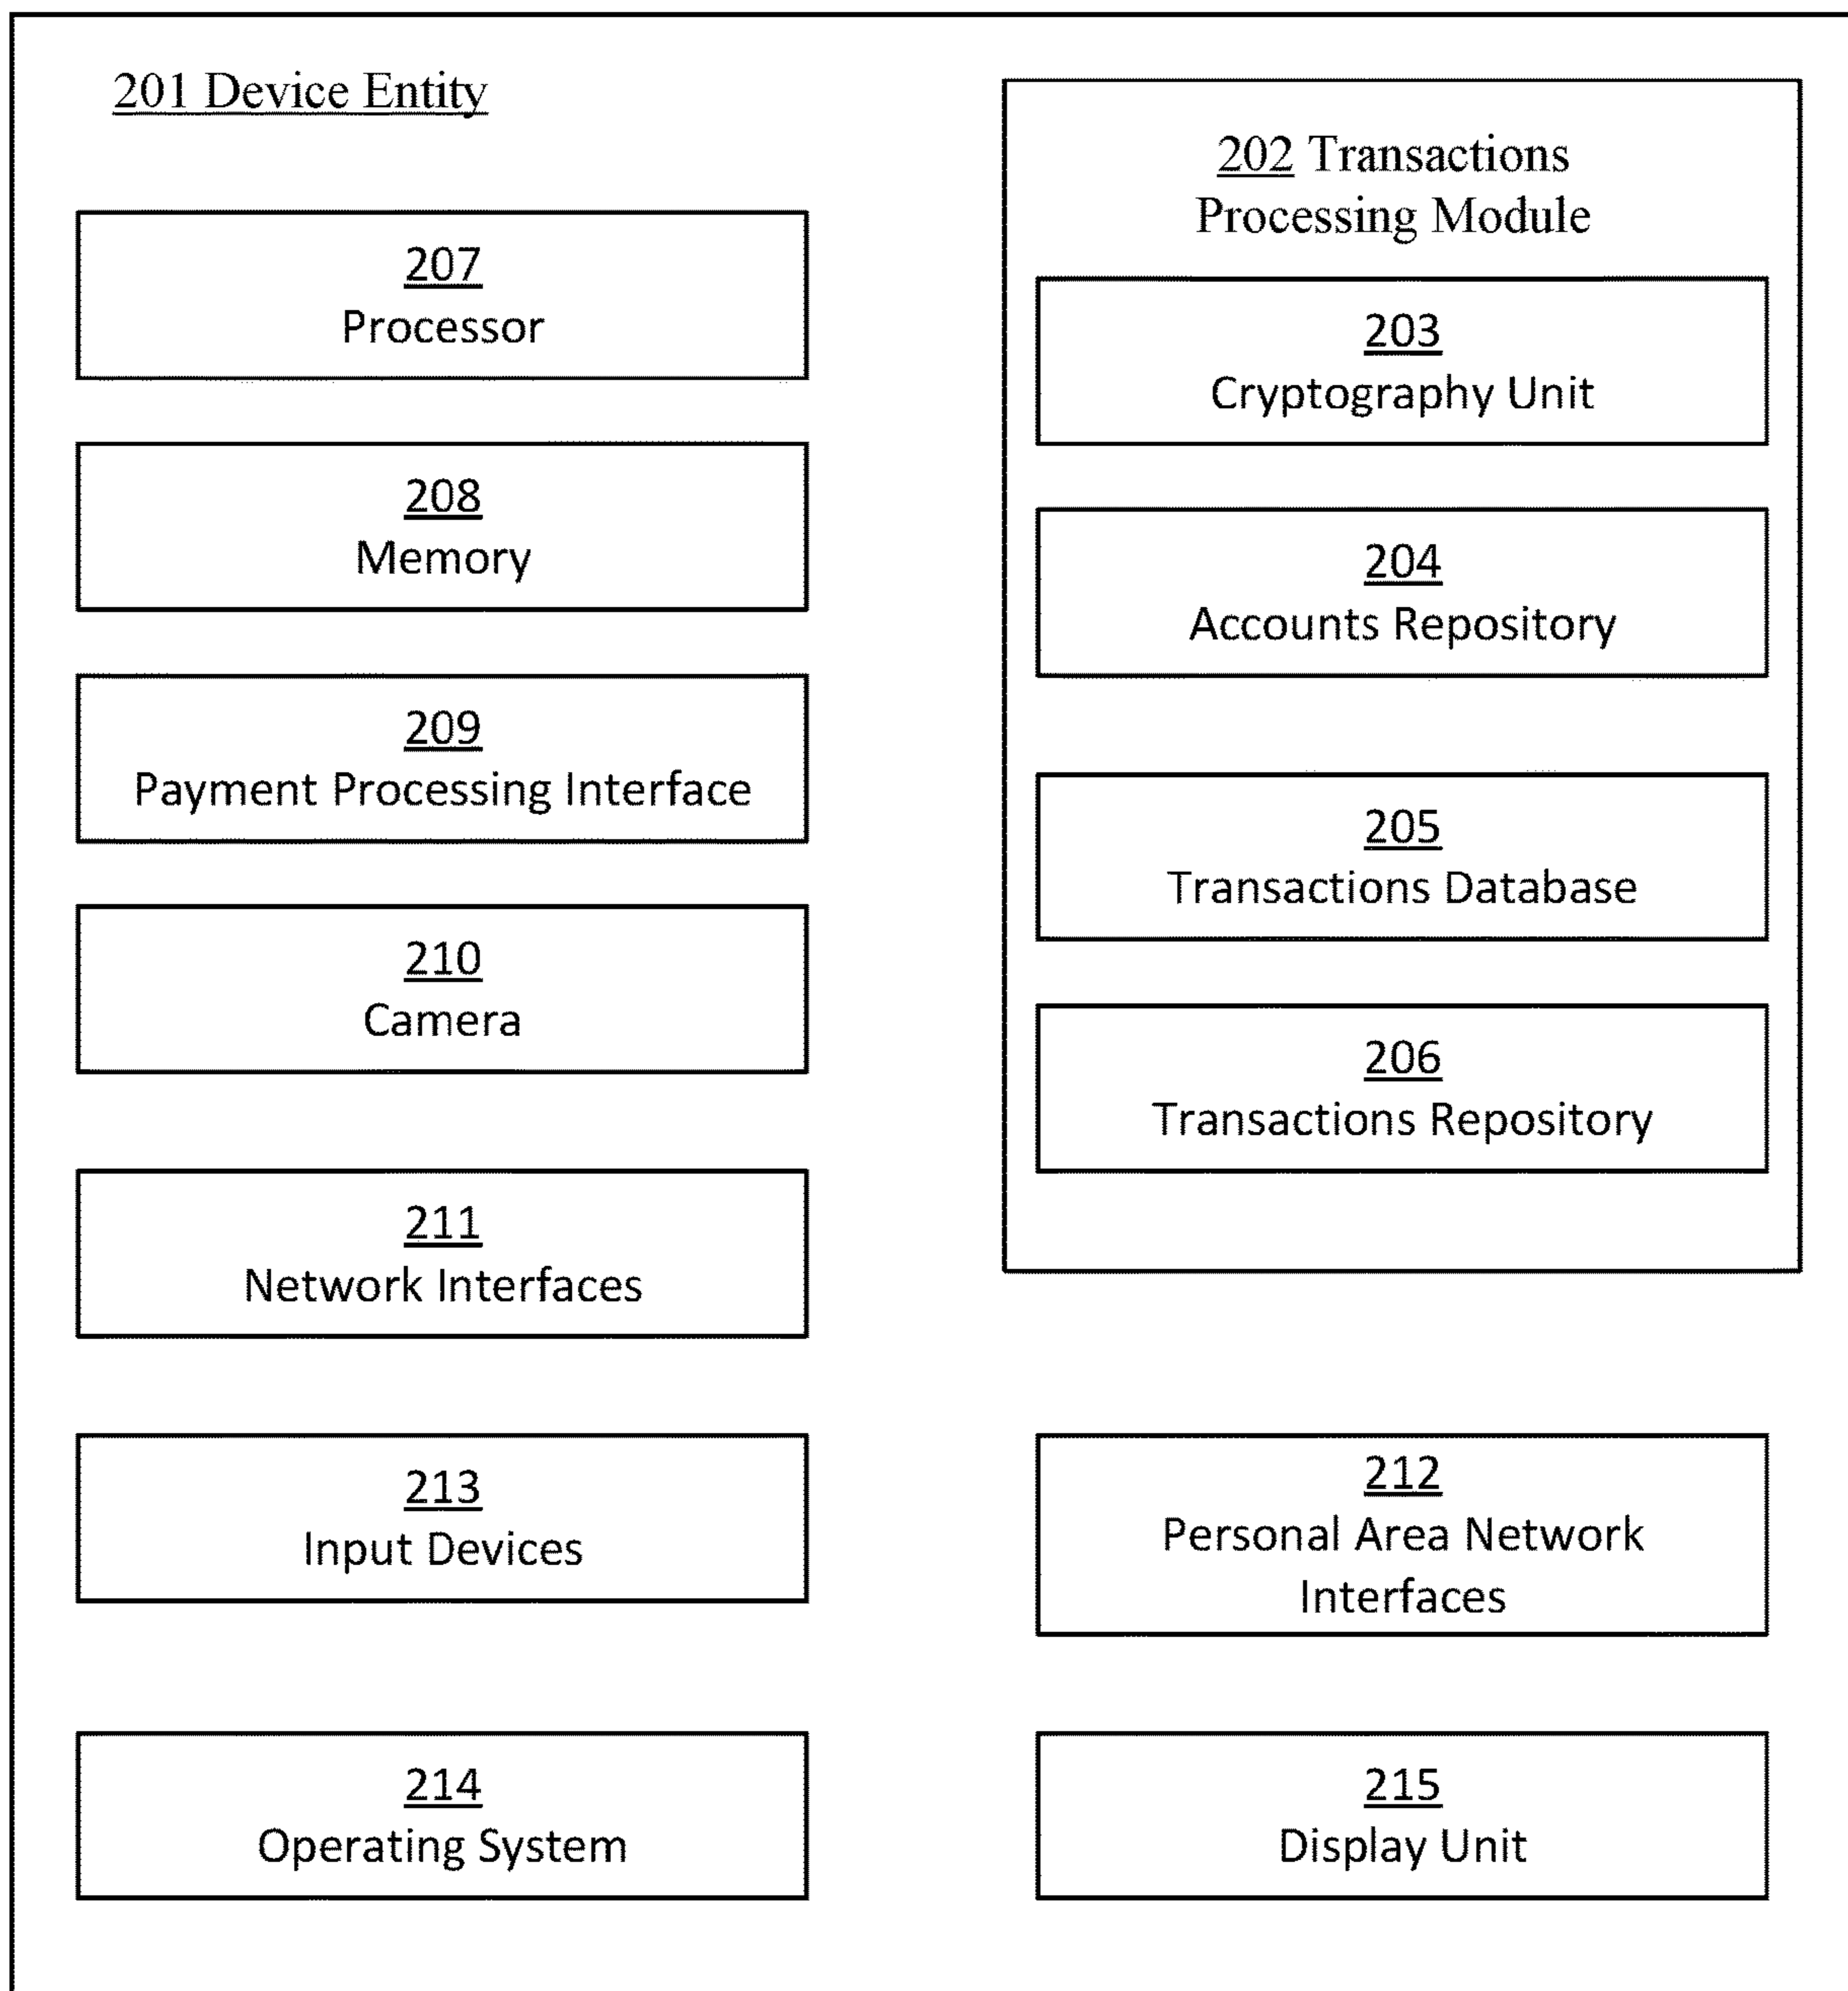 201 Device Entity
207
Processor
208
Memory
209
Payment Processing Interface
210
Camera
211
Network Interfaces
213
Input Devices
214
Operating System
202 Transactions
Processing Module
203
Cryptography Unit
204
Accounts Repository
205
Transactions Database
206
Transactions Repository
212
Personal Area Network
Interfaces
215
Display Unit